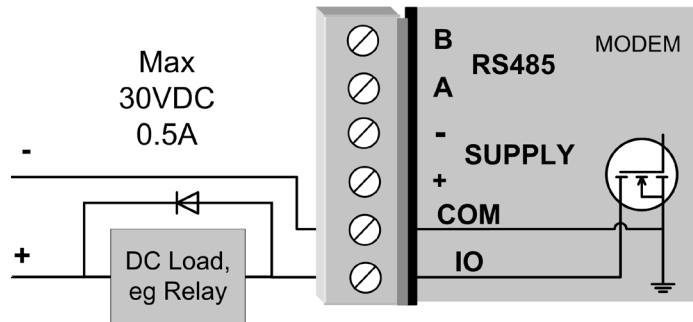 Max
30VDC
0.5A
-
+
DC Load,
eg Relay
B
RS485
A
-
SUPPLY
+
COM
IO
MODEM